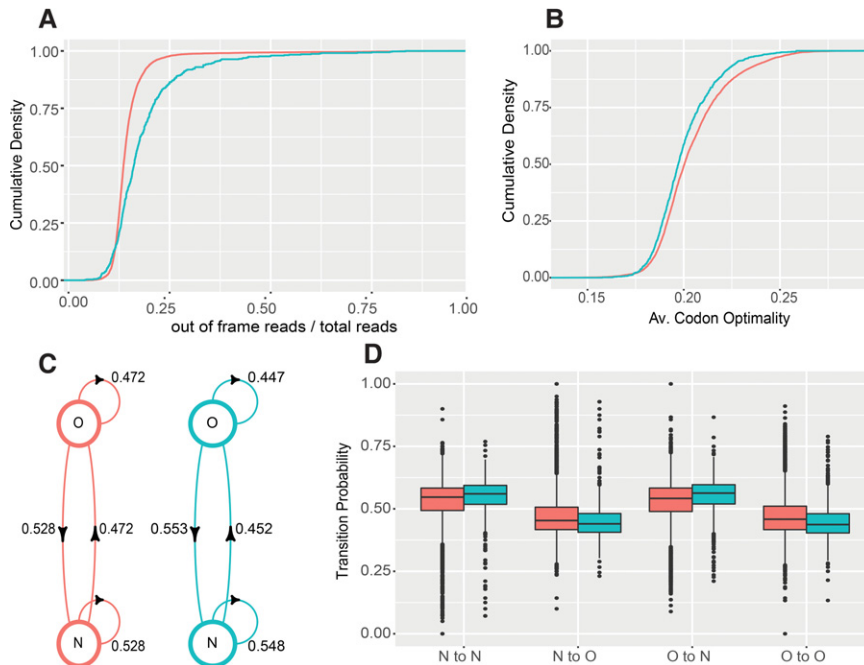 A
1.00
0.75
0.50
0.25
0.00
Cumulative Density
0.00 0.25 0.50 0.75 1.00
out of frame reads / total reads
B
1.00
0.75
0.50
0.25
0.00
Cumulative Density
0.15 0.20 0.25
Av. Codon Optimality
C
0.472
O
0.528 0.472
N
0.528
0.447
O
0.553 0.452
N
0.548
D
1.00
0.75
0.50
0.25
0.00
Transition Probability
N to N N to O O to N O to O